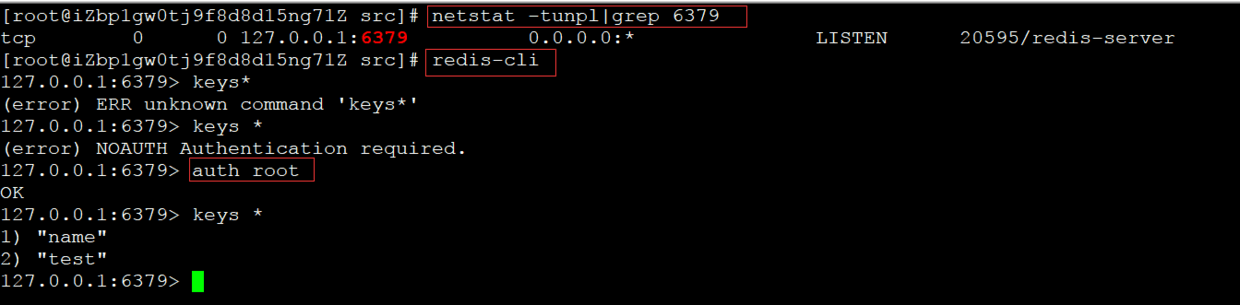 [root@iZbp1gw0tj9f8d8d15ng71Z src]# netstat -tunpl|grep 6379
tcp 0 0 127.0.0.1:6379 0.0.0.0:* LISTEN 20595/redis-server
[root@iZbp1gw0tj9f8d8d15ng71Z src]# redis-cli
127.0.0.1:6379> keys*
(error) ERR unknown command 'keys*'
127.0.0.1:6379> keys *
(error) NOAUTH Authentication required.
127.0.0.1:6379> auth root
OK
127.0.0.1:6379> keys *
1) "name"
2) "test"
127.0.0.1:6379>